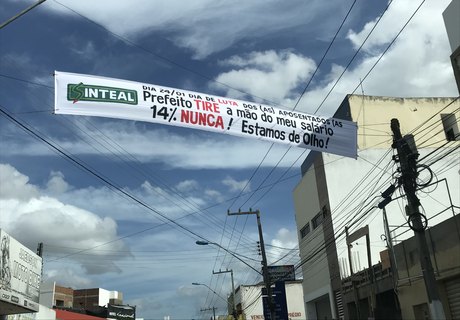 SINTEAL
DIA 24/01 DIA DE LUTA DOS (AS) APOSENTADOS (AS
Prefeito TIRE a mão do meu salário
14% NUNCA! Estamos de Olho!